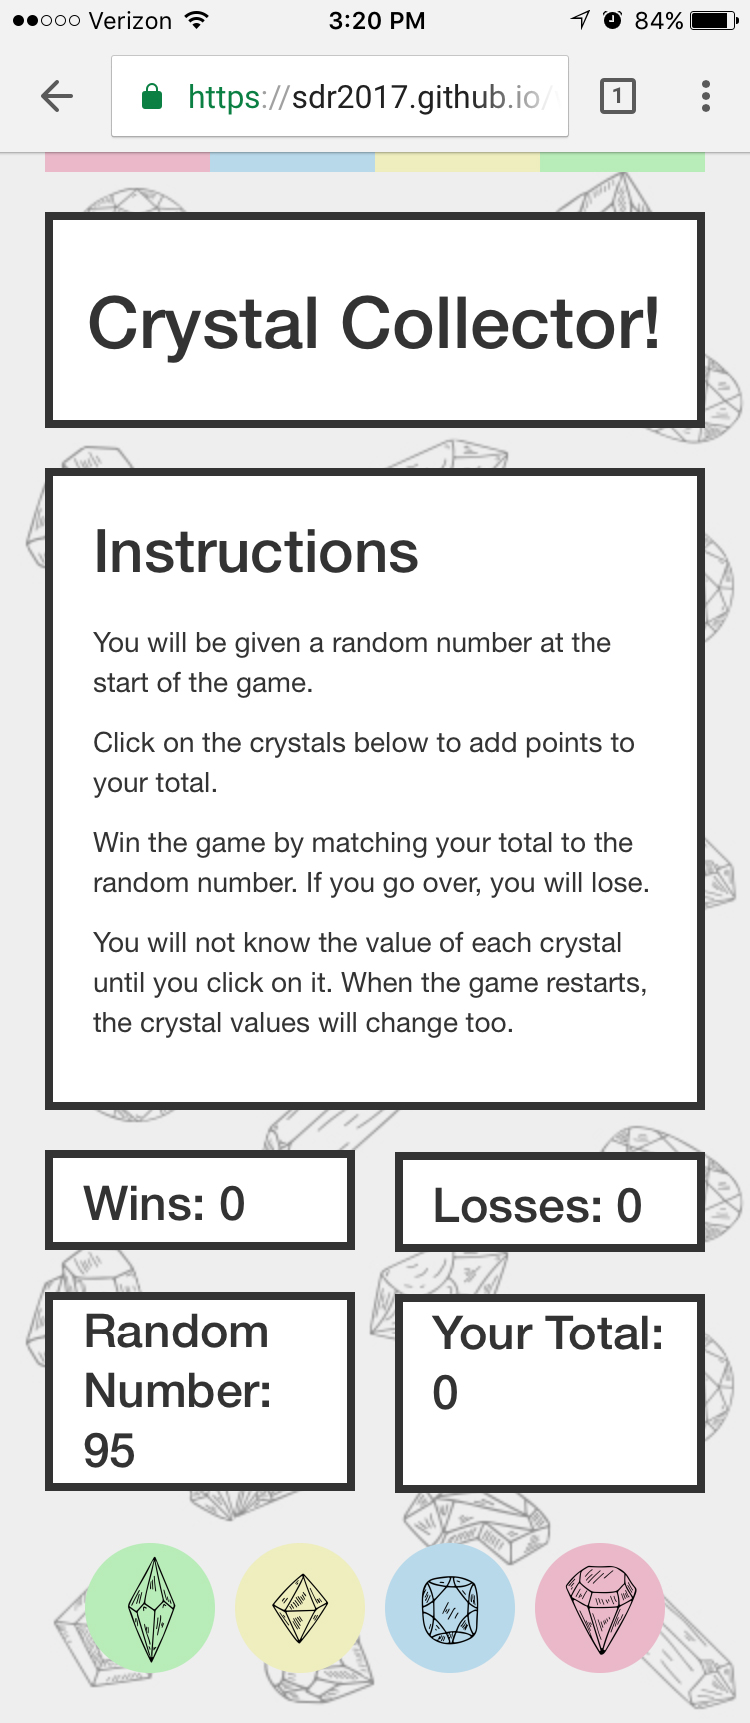 Verizon 3:20 PM 84%
https://sdr2017.github.io/ 1
Crystal Collector!
Instructions
You will be given a random number at the
start of the game.
Click on the crystals below to add points to
your total.
Win the game by matching your total to the
random number. If you go over, you will lose.
You will not know the value of each crystal
until you click on it. When the game restarts,
the crystal values will change too.
Wins: 0
Losses: 0
Random
Number:
95
Your Total:
0